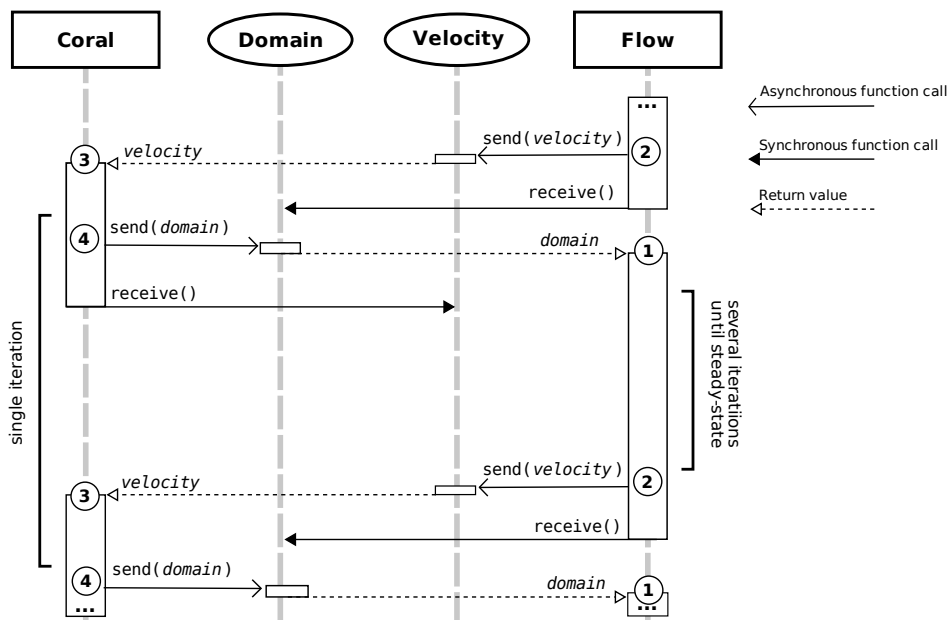 Coral
Domain
Velocity
Flow
...
Asynchronous function call
send(velocity)
2
Synchronous function call
velocity
3
receive()
Return value
send(domain)
4
domain
1
receive()
several iteratiions
until steady-state
single iteration
send(velocity)
2
velocity
3
receive()
send(domain)
4
domain
1
...
...